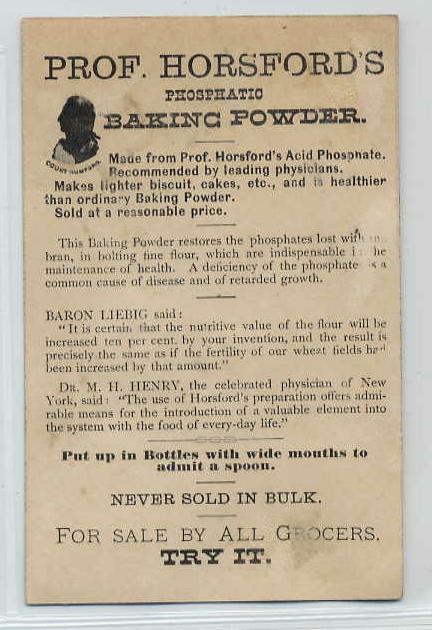 PROF. HORSFORD'S
PHOSPHATIC
BAKING POWDER.
COUNT RUMFORD.
Made from Prof. Horsford's Acid Phosphate.
Recommended by leading physicians.
Makes lighter biscuit, cakes, etc., and is healthier
than ordinary Baking Powder.
Sold at a reasonable price.
This Baking Powder restores the phosphates lost with
bran, in bolting fine flour, which are indispensable he
maintenance of health. A deficiency of the phosphate a
common cause of disease and of retarded growth.
BARON LIEBIG said:
"It is certain that the nutritive value of the flour will be
increased ten per cent. by your invention, and the result is
precisely the same as if the fertility of our wheat fields had
been increased by that amount."
DR. M. H. HENRY, the celebrated physician of New
York, said: "The use of Horsford's preparation offers admi-
rable means for the introduction of a valuable element into
the system with the food of every-day life."
Put up in Bottles with wide mouths to
admit a spoon.
NEVER SOLD IN BULK.
FOR SALE BY ALL GROCERS.
TRY IT.